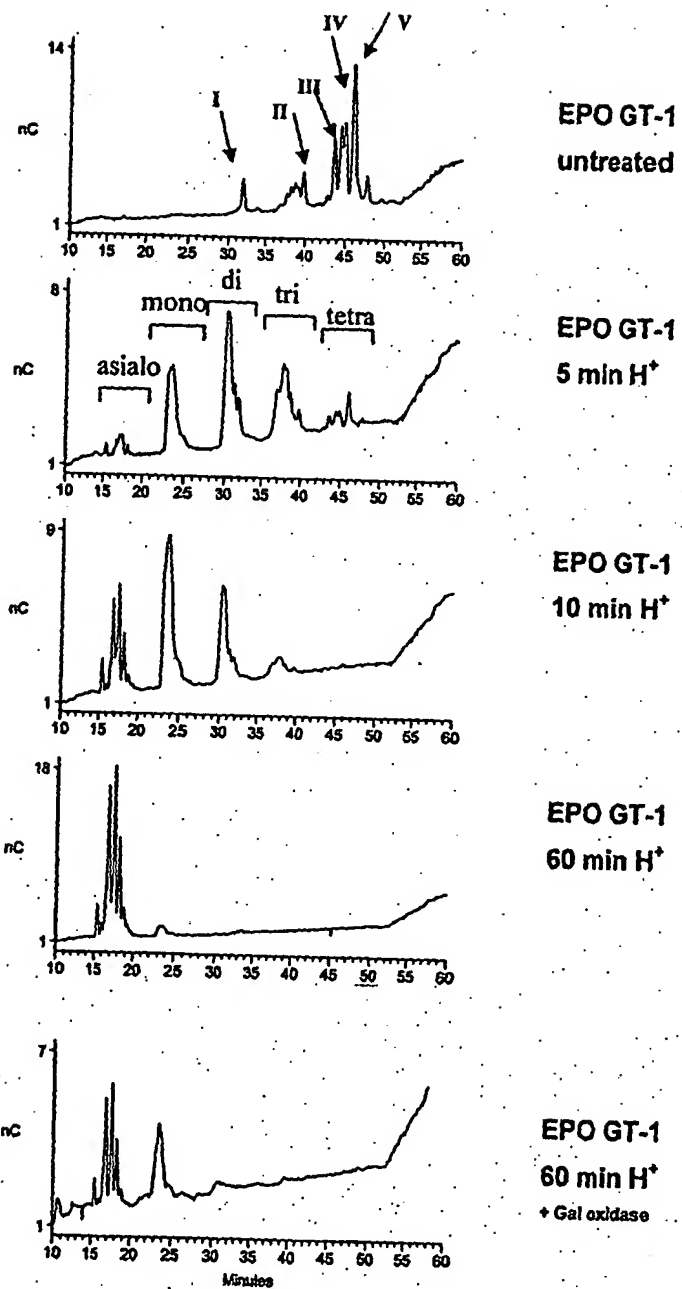 14
nC
1
I
II
III
IV
V
10 15 20 25 30 35 40 45 50 55 60
EPO GT-1
untreated
8
nC
1
asialo
mono
di
tri
tetra
10 15 20 25 30 35 40 45 50 55 60
EPO GT-1
5 min H⁺
9
nC
1
10 15 20 25 30 35 40 45 50 55 60
EPO GT-1
10 min H⁺
18
nC
1
10 15 20 25 30 35 40 45 50 55 60
EPO GT-1
60 min H⁺
7
nC
1
10 15 20 25 30 35 40 45 50 55 60
Minutes
EPO GT-1
60 min H⁺
+ Gal oxidase